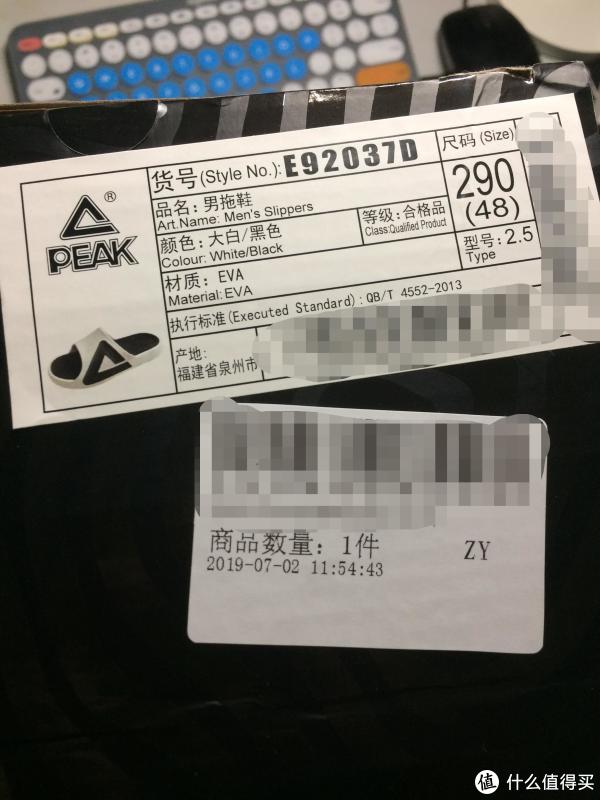 PEAK®
货号(Style No.): E92037D
尺码(Size)
品名: 男拖鞋
Art.Name: Men's Slippers
290
(48)
颜色: 大白/黑色
Colour: White/Black
等级: 合格品
Class:Qualified Product
型号: 2.5
Type
材质: EVA
Material:EVA
执行标准(Executed Standard): QB/T 4552-2013
产地:
福建省泉州市
商品数量: 1件
ZY
2019-07-02 11:54:43
值 什么值得买